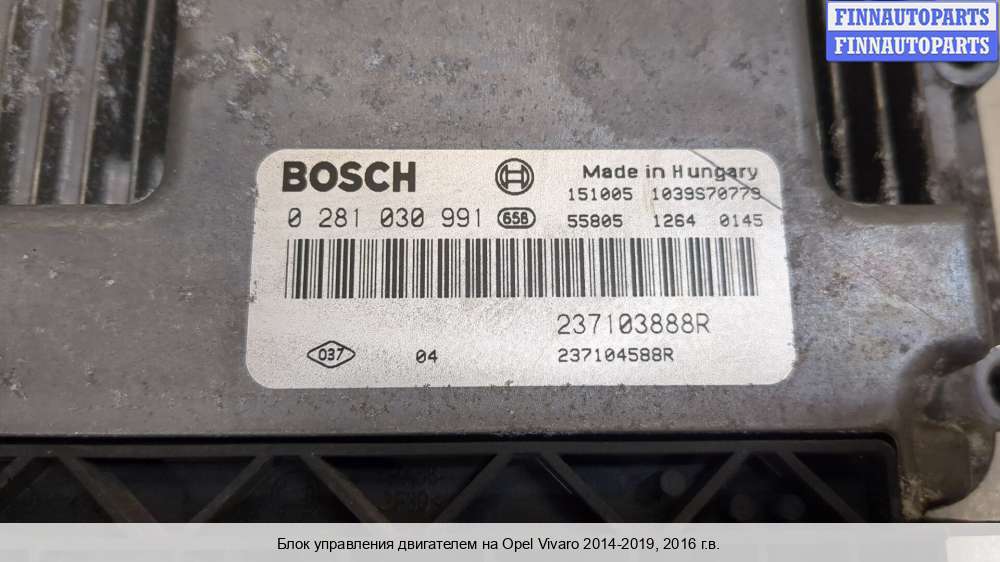 FINNAUTOPARTS
FINNAUTOPARTS
BOSCH
Made in Hungary
151005 1039S70779
0 281 030 991 658 55805 1264 0145
237103888R
037 04 237104588R
Блок управления двигателем на Opel Vivaro 2014-2019, 2016 г.в.